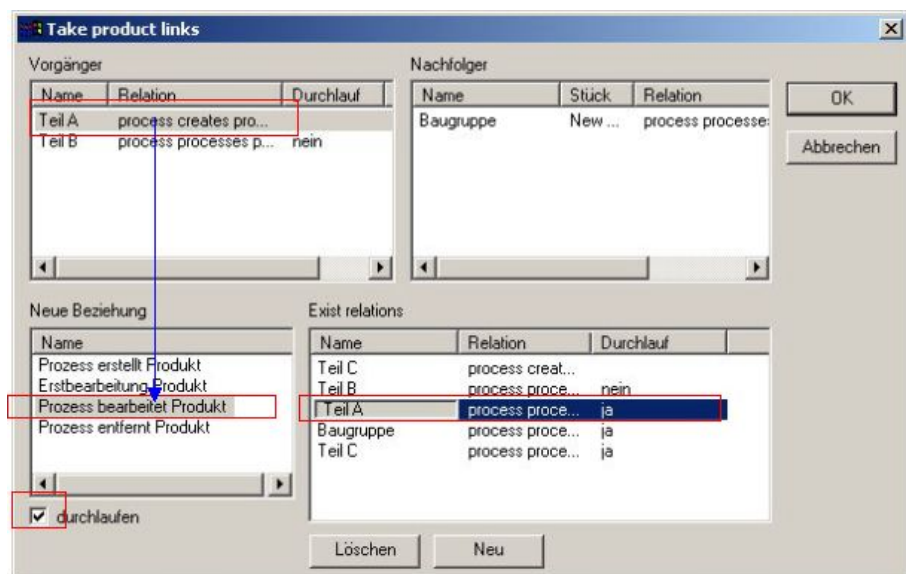 Take product links
Vorgänger
Name Relation Durchlauf
Teil A process creates pro...
Teil B process processes p... nein
Nachfolger
Name Stück Relation
Baugruppe New ... process processe
OK
Abbrechen
Neue Beziehung
Name
Prozess erstellt Produkt
Erstbearbeitung Produkt
Prozess bearbeitet Produkt
Prozess entfernt Produkt
durchlaufen
Exist relations
Name Relation Durchlauf
Teil C process creat...
Teil B process proce... nein
Teil A process proce... ja
Baugruppe process proce... ja
Teil C process proce... ja
Löschen Neu